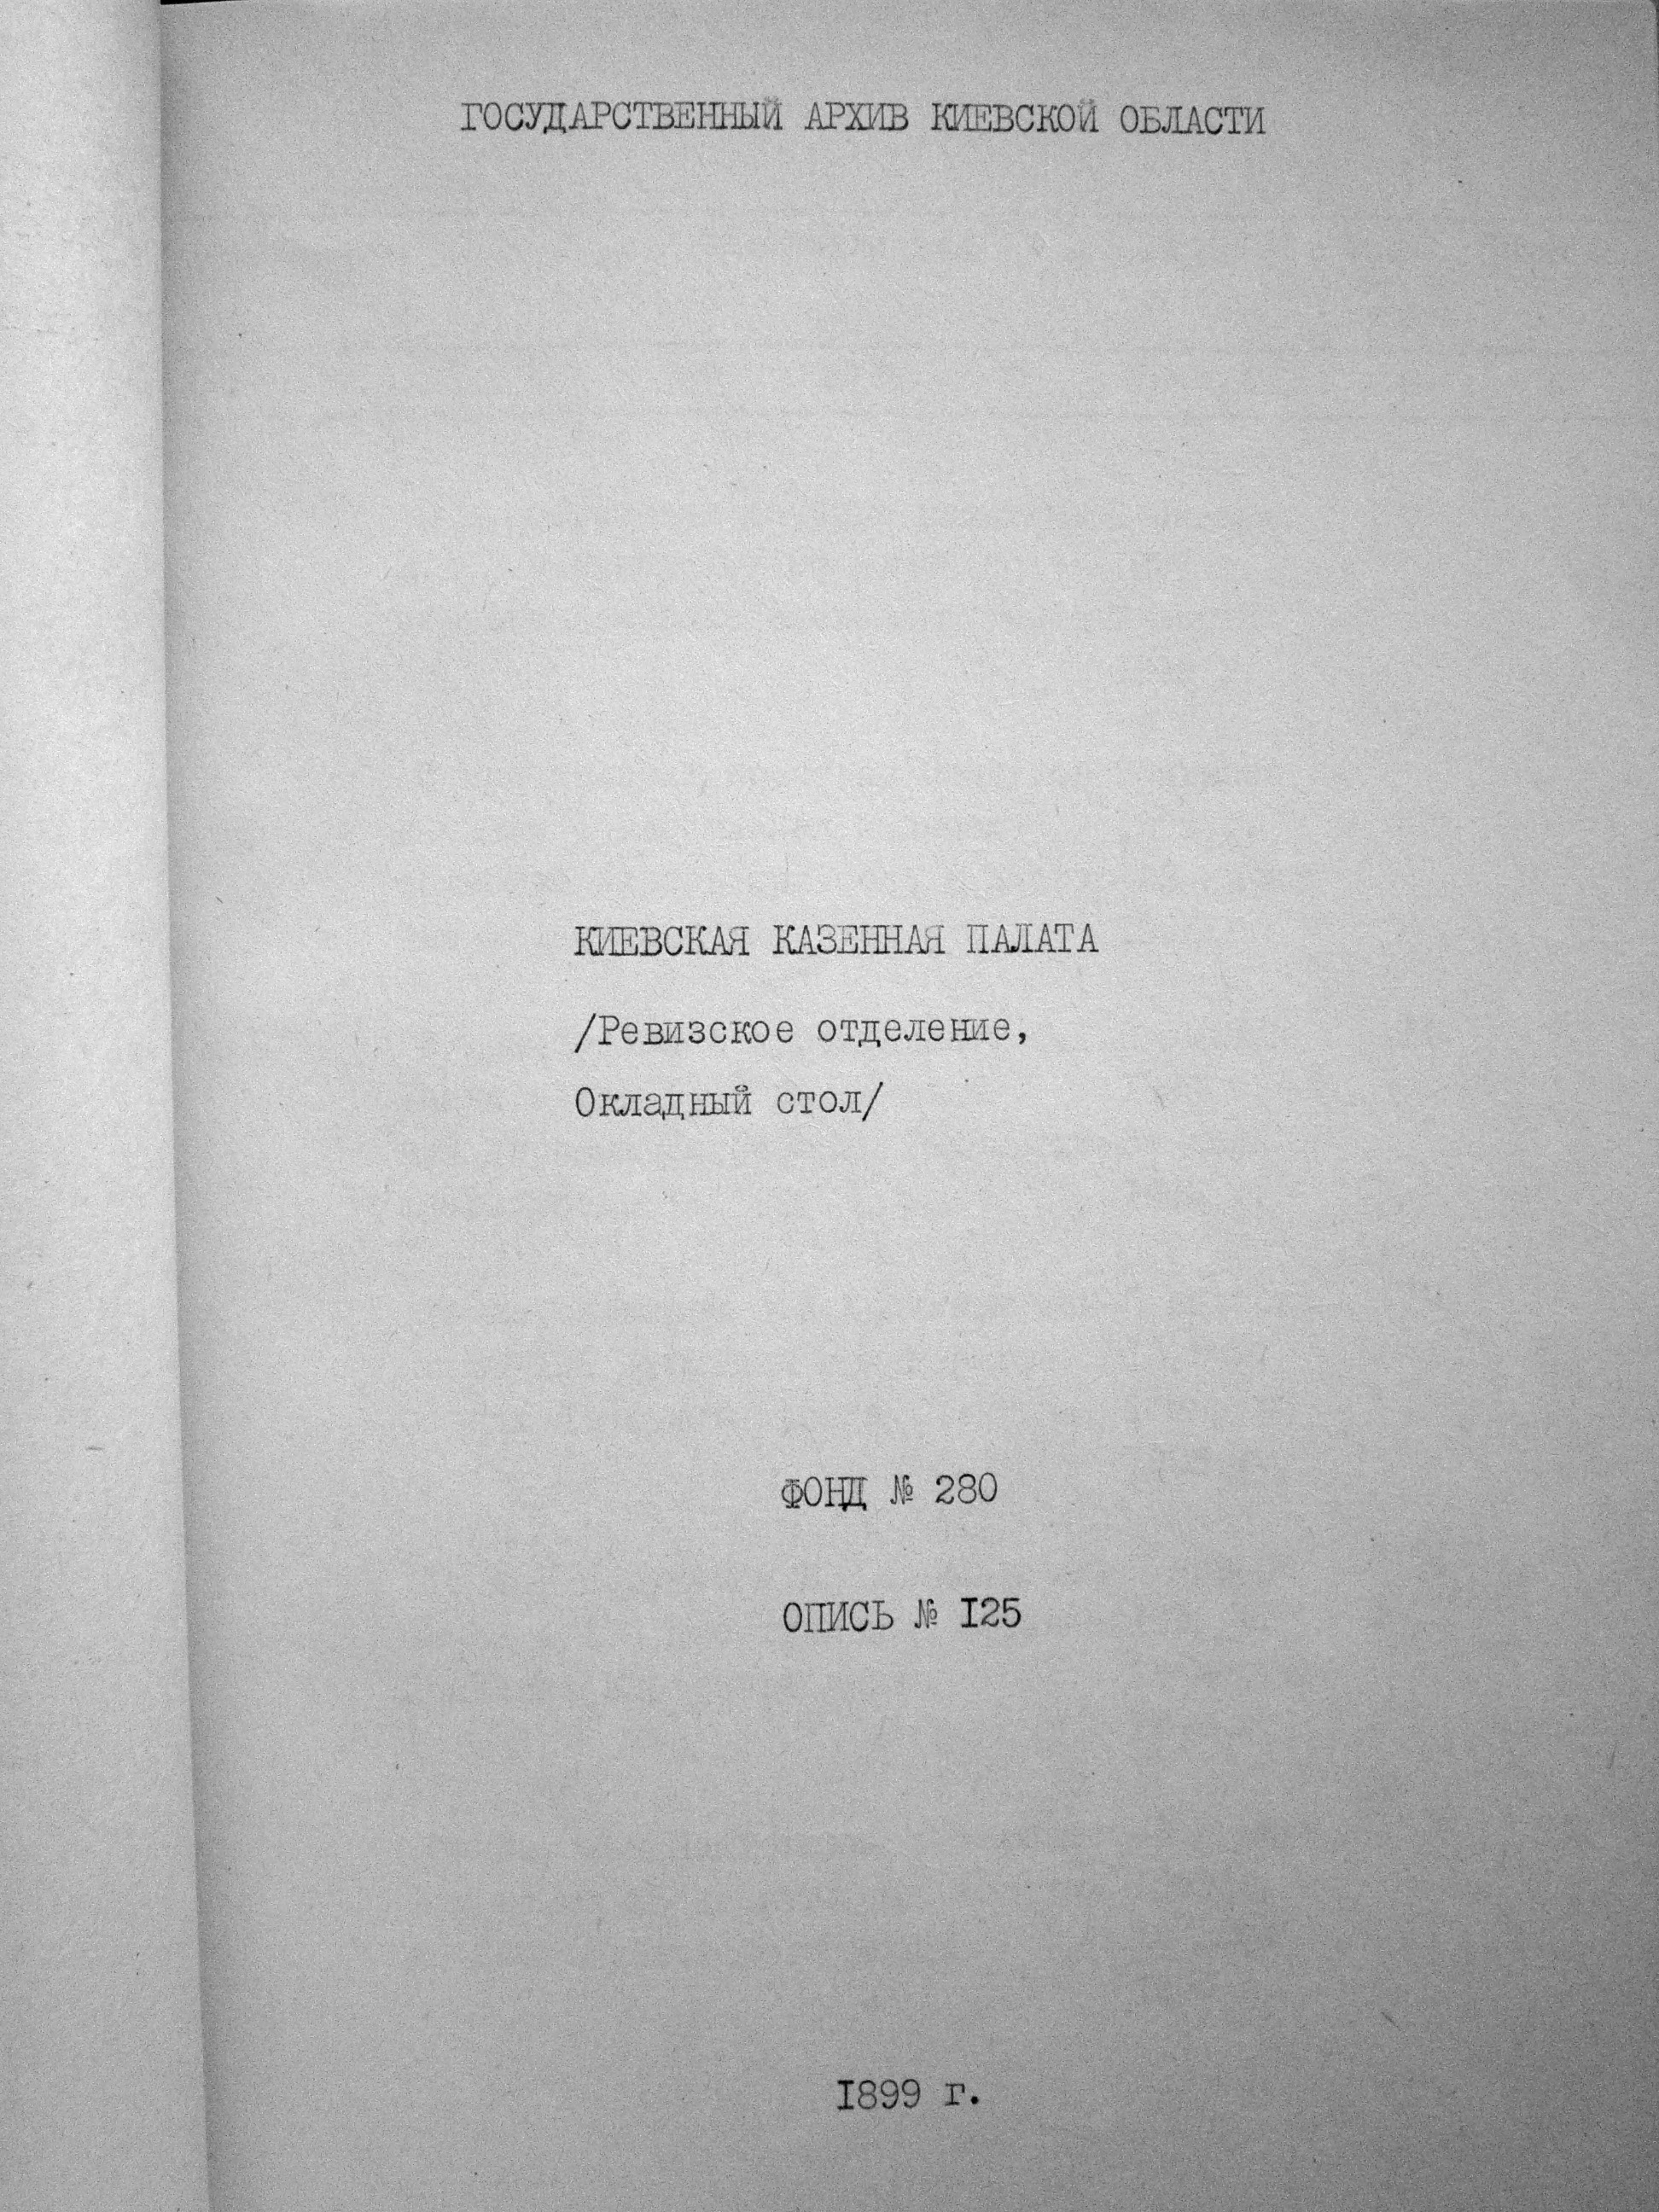 ГОСУДАРСТВЕННЫЙ АРХИВ КИЕВСКОЙ ОБЛАСТИ
КИЕВСКАЯ КАЗЕННАЯ ПАЛАТА
/Ревизское отделение,
Окладный стол/
ФОНД № 280
ОПИСЬ № I25
I899 г.